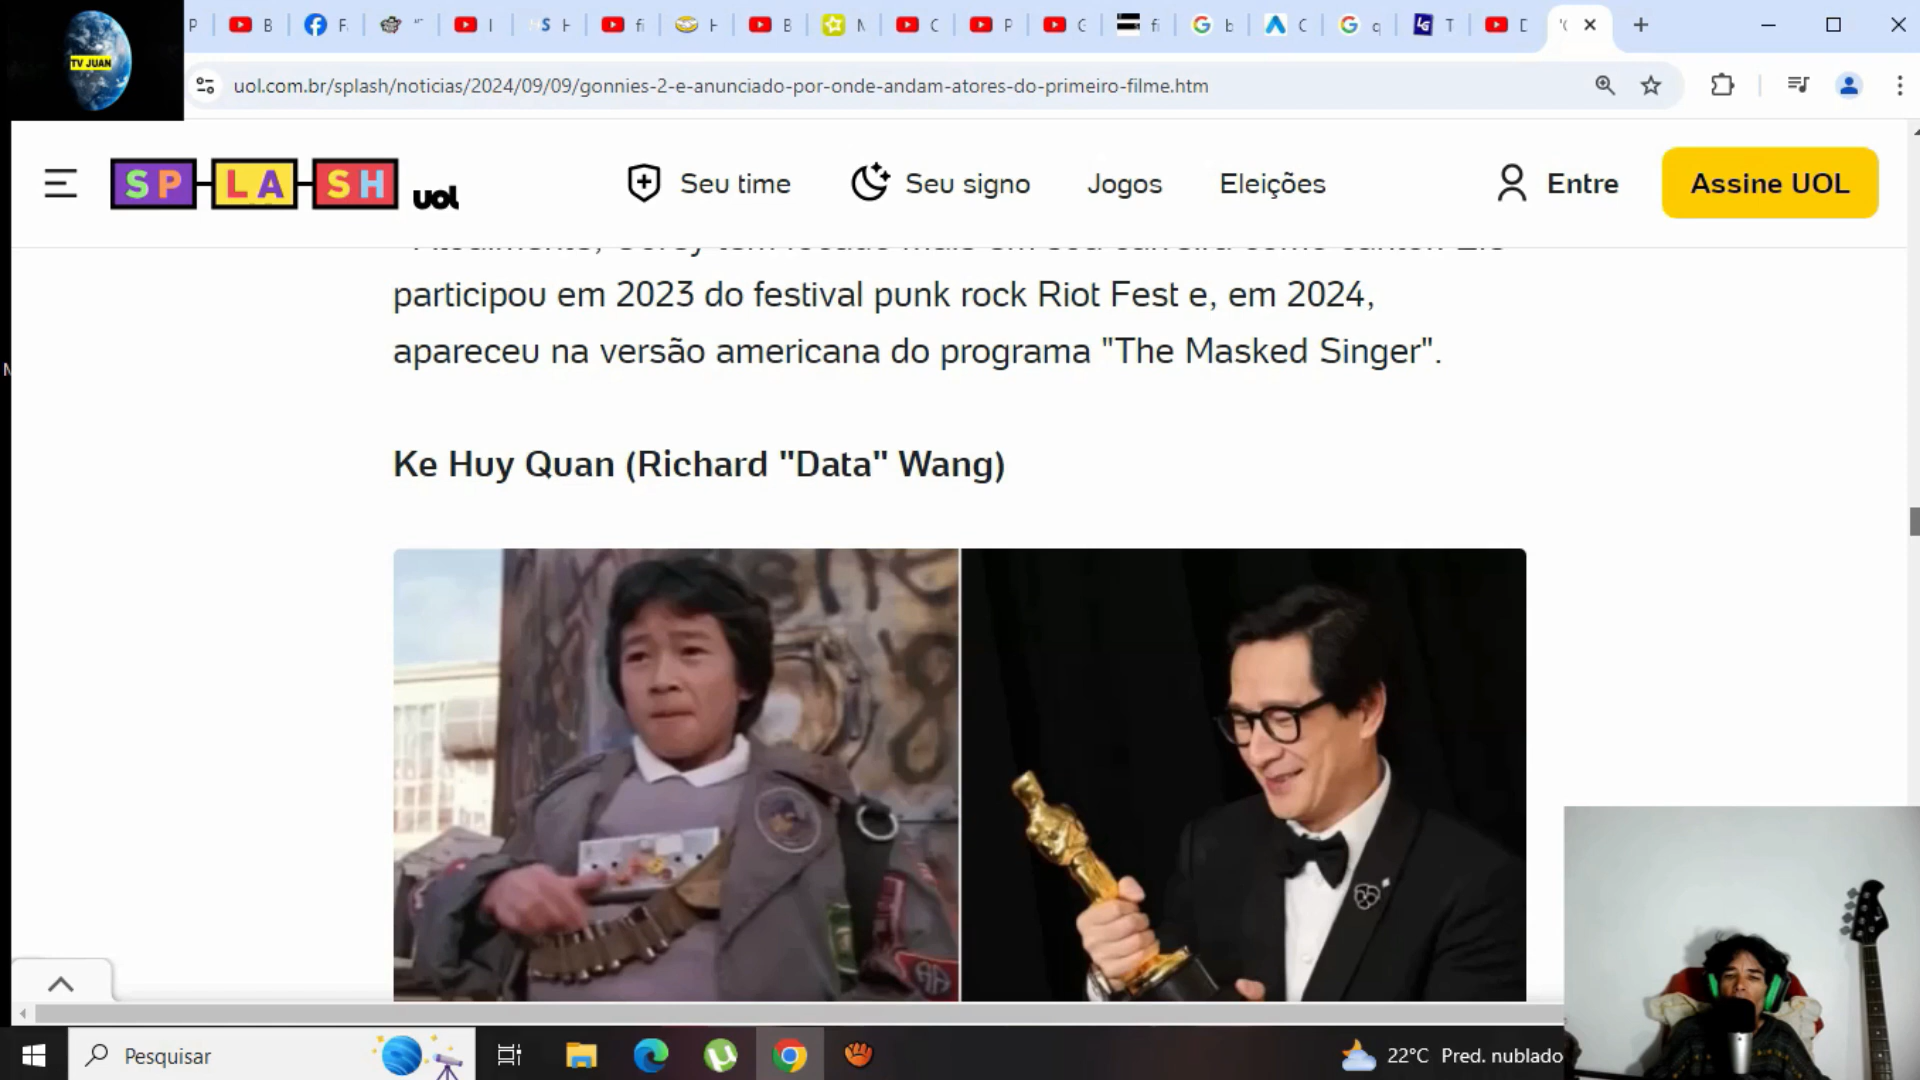 TV JUAN
P
B
F
"
I
S
H
fi
H
B
M
C
P
C
fi
b
C
q
T
D
'(
uol.com.br/splash/noticias/2024/09/09/gonnies-2-e-anunciado-por-onde-andam-atores-do-primeiro-filme.htm
SPLASH uol
Seu time
Seu signo
Jogos
Eleições
Entre
Assine UOL
participou em 2023 do festival punk rock Riot Fest e, em 2024,
apareceu na versão americana do programa "The Masked Singer".
Ke Huy Quan (Richard "Data" Wang)
Pesquisar
22°C Pred. nublado